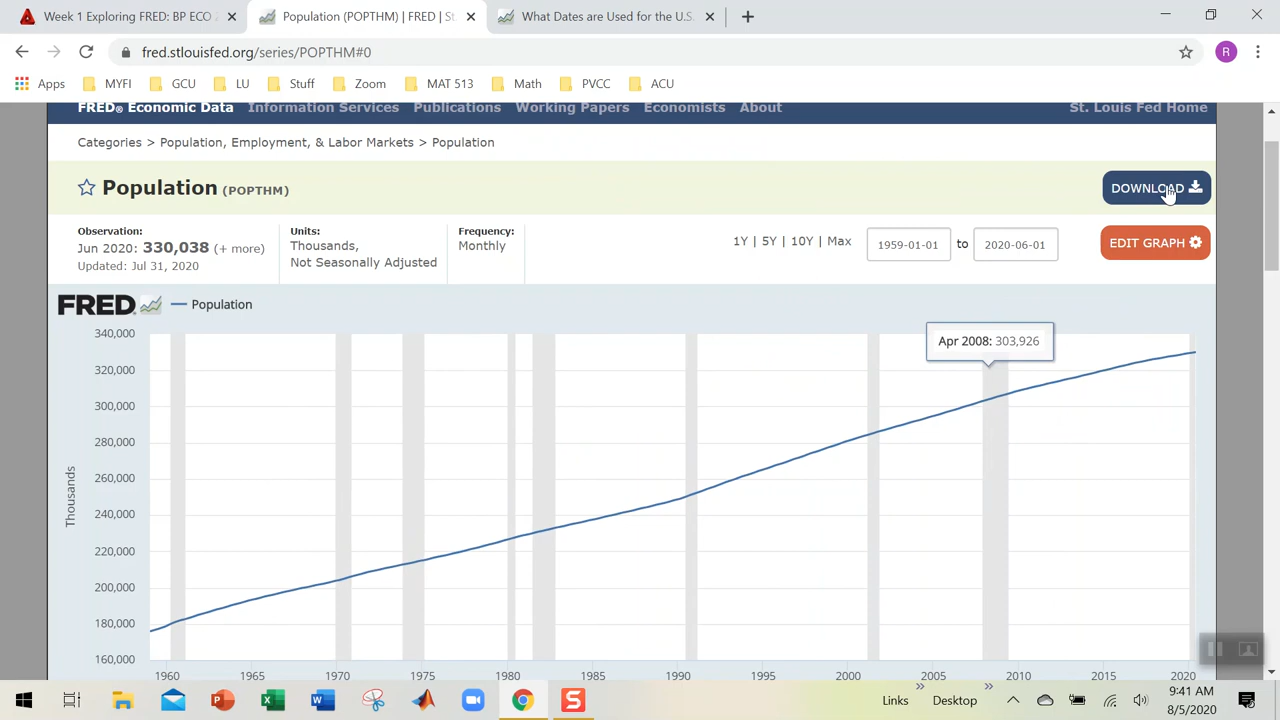 Week 1 Exploring FRED: BP ECO 2
Population (POPTHM) | FRED | St.
What Dates are Used for the U.S.
fred.stlouisfed.org/series/POPTHM#0
R
Apps MYFI GCU LU Stuff Zoom MAT 513 Math PVCC ACU
FRED® Economic Data Information Services Publications Working Papers Economists About St. Louis Fed Home
Categories > Population, Employment, & Labor Markets > Population
Population (POPTHM)
DOWNLOAD
Observation:
Jun 2020: 330,038 (+ more)
Updated: Jul 31, 2020
Units:
Thousands,
Not Seasonally Adjusted
Frequency:
Monthly
1Y | 5Y | 10Y | Max 1959-01-01 to 2020-06-01
EDIT GRAPH
FRED Population
Apr 2008: 303,926
Thousands
340,000
320,000
300,000
280,000
260,000
240,000
220,000
200,000
180,000
160,000
1960 1965 1970 1975 1980 1985 1990 1995 2000 2005 2010 2015 2020
Links » Desktop »
9:41 AM
8/5/2020